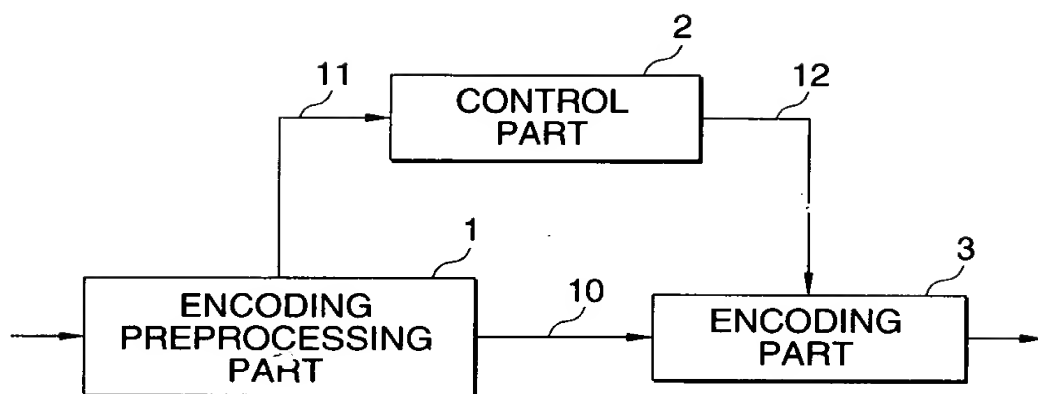 2
11
CONTROL
PART
12
1
ENCODING
PREPROCESSING
PART
10
3
ENCODING
PART